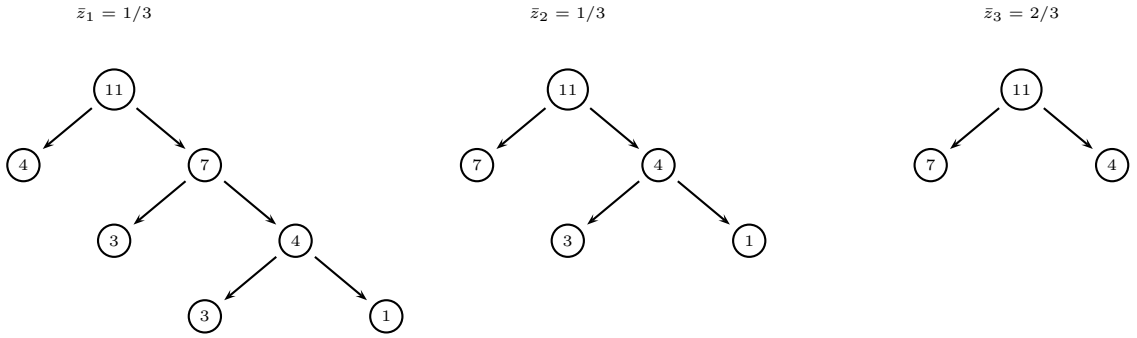 z̄₁ = 1/3 z̄₂ = 1/3 z̄₃ = 2/3
11 11 11
4 7 7 4 7 4
3 4 3 1
3 1